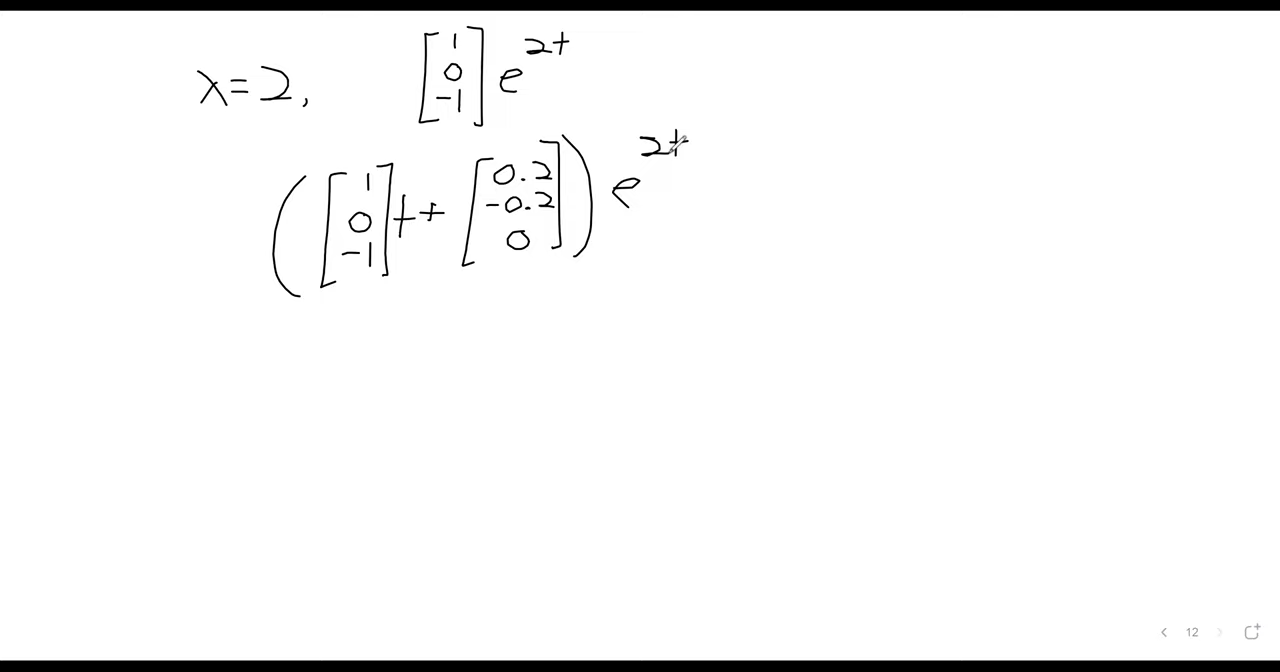 λ=2, [1 0 -1] e^{2t}
([1 0 -1] t + [0.2 -0.2 0]) e^{2t}
< 12 >